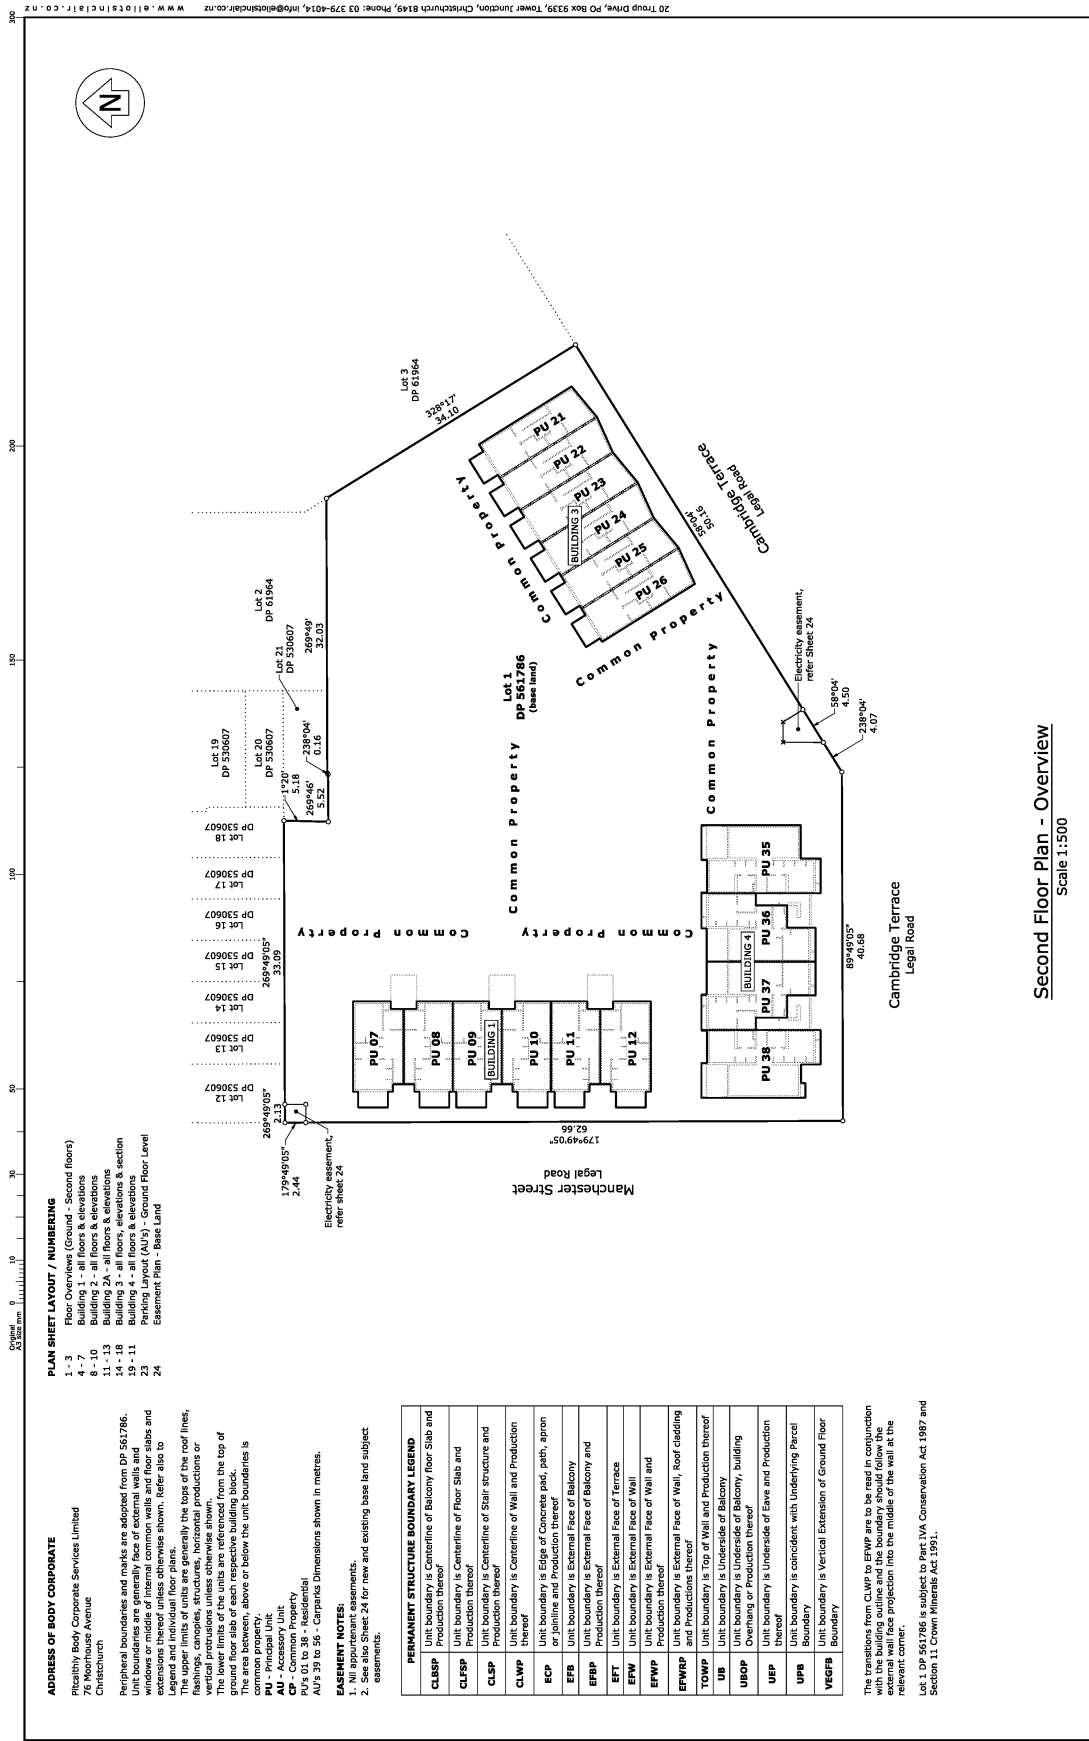 20 Troup Drive, PO Box 9339, Tower Junction, Christchurch 8149, Phone: 03 379-4014, info@eliotsinclair.co.nz
www.eliotsinclair.co.nz
Original
A3 size mm
0
10
30
50
100
150
200
300
ADDRESS OF BODY CORPORATE
Pitcaithly Body Corporate Services Limited
76 Moorhouse Avenue
Christchurch
Peripheral boundaries and marks are adopted from DP 561786.
Unit boundaries are generally face of external walls and
windows or middle of internal common walls and floor slabs and
extensions thereof unless otherwise shown. Refer also to
Legend and individual floor plans.
The upper limits of units are generally the tops of the roof lines,
flashings, canopies, structures, horizontal productions or
vertical protrusions unless otherwise shown.
The lower limits of the units are referenced from the top of
ground floor slab of each respective building block.
The area between, above or below the unit boundaries is
common property.
PU - Principal Unit
AU - Accessory Unit
CP - Common Property
PU's 01 to 38 - Residential
AU's 39 to 56 - Carparks Dimensions shown in metres.
EASEMENT NOTES:
1. Nil appurtenant easements.
2. See also Sheet 24 for new and existing base land subject
easements.
PERMANENT STRUCTURE BOUNDARY LEGEND
CLBSP Unit boundary is Centerline of Balcony floor Slab and
Production thereof
CLFSP Unit boundary is Centerline of Floor Slab and
Production thereof
CLSP Unit boundary is Centerline of Stair structure and
Production thereof
CLWP Unit boundary is Centerline of Wall and Production
thereof
ECP Unit boundary is Edge of Concrete pad, path, apron
or joinling and Production thereof
EFB Unit boundary is External Face of Balcony
EFBP Unit boundary is External Face of Balcony and
Production thereof
EFT Unit boundary is External Face of Terrace
EFW Unit boundary is External Face of Wall
EFWP Unit boundary is External Face of Wall and
Production thereof
EFWRP Unit boundary is External Face of Wall, Roof cladding
and Productions thereof
TOWP Unit boundary is Top of Wall and Production thereof
UB Unit boundary is Underside of Balcony
UBOP Unit boundary is Underside of Balcony, building
Overhang or Production thereof
UEP Unit boundary is Underside of Eave and Production
thereof
UPB Unit boundary is coincident with Underlying Parcel
Boundary
VEGFB Unit boundary is Vertical Extension of Ground Floor
Boundary
The transitions from CLWP to EFWP are to be read in conjunction
with the building outline and the boundary should follow the
external wall face projection into the middle of the wall at the
relevant corner.
Lot 1 DP 561786 is subject to Part IVA Conservation Act 1987 and
Section 11 Crown Minerals Act 1991.
PLAN SHEET LAYOUT / NUMBERING
1 - 3 Floor Overviews (Ground - Second floors)
4 - 7 Building 1 - all floors & elevations
8 - 10 Building 2 - all floors & elevations
11 - 13 Building 2A - all floors & elevations
14 - 18 Building 3 - all floors, elevations & section
19 - 11 Building 4 - all floors & elevations
23 Parking Layout (AU's) - Ground Floor Level
24 Easement Plan - Base Land
N
Lot 12
DP 530607
Lot 13
DP 530607
Lot 14
DP 530607
Lot 15
DP 530607
Lot 16
DP 530607
Lot 17
DP 530607
Lot 18
DP 530607
Lot 19
DP 530607
Lot 20
DP 530607
Lot 21
DP 530607
Lot 2
DP 61964
Lot 3
DP 61964
269°49'05"
2.13
179°49'05"
2.44
Electricity easement,
refer sheet 24
269°49'05"
33.09
1°20'
5.18
269°46'
5.52
238°04'
0.16
269°49'
32.03
328°17'
34.10
58°04'
50.16
58°04'
4.50
238°04'
4.07
89°49'05"
40.68
179°49'05"
62.66
Manchester Street
Legal Road
Cambridge Terrace
Legal Road
Cambridge Terrace
Legal Road
Electricity easement,
refer Sheet 24
Lot 1
DP 561786
(base land)
Common Property
Common Property
Common Property
Common Property
Common Property
Common Property
Common Property
Common Property
BUILDING 1
PU 07
PU 08
PU 09
PU 10
PU 11
PU 12
BUILDING 3
PU 21
PU 22
PU 23
PU 24
PU 25
PU 26
BUILDING 4
PU 35
PU 36
PU 37
PU 38
Second Floor Plan - Overview
Scale 1:500